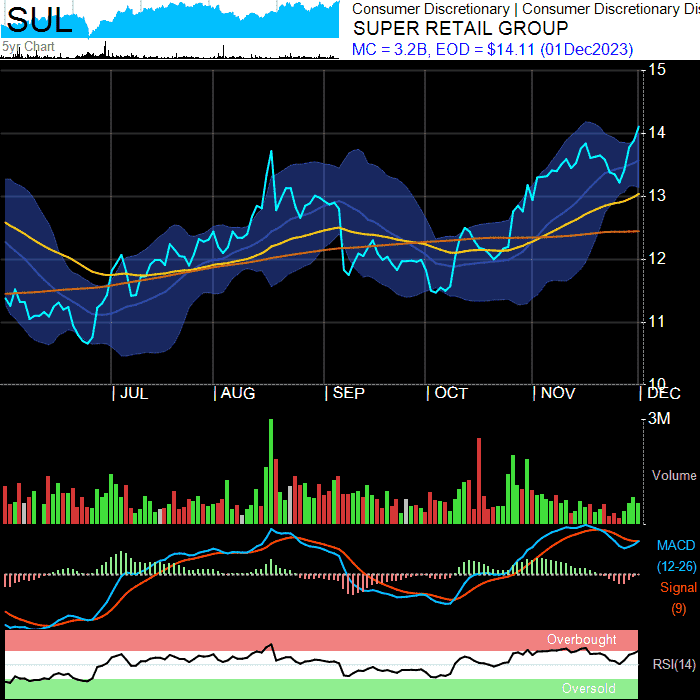 SUL
Consumer Discretionary | Consumer Discretionary Dis
SUPER RETAIL GROUP
5yr Chart
MC = 3.2B, EOD = $14.11 (01Dec2023)
15
14
13
12
11
10
| JUL | AUG | SEP | OCT | NOV | DEC
3M
Volume
MACD
(12-26)
Signal
(9)
Overbought
RSI(14)
Oversold